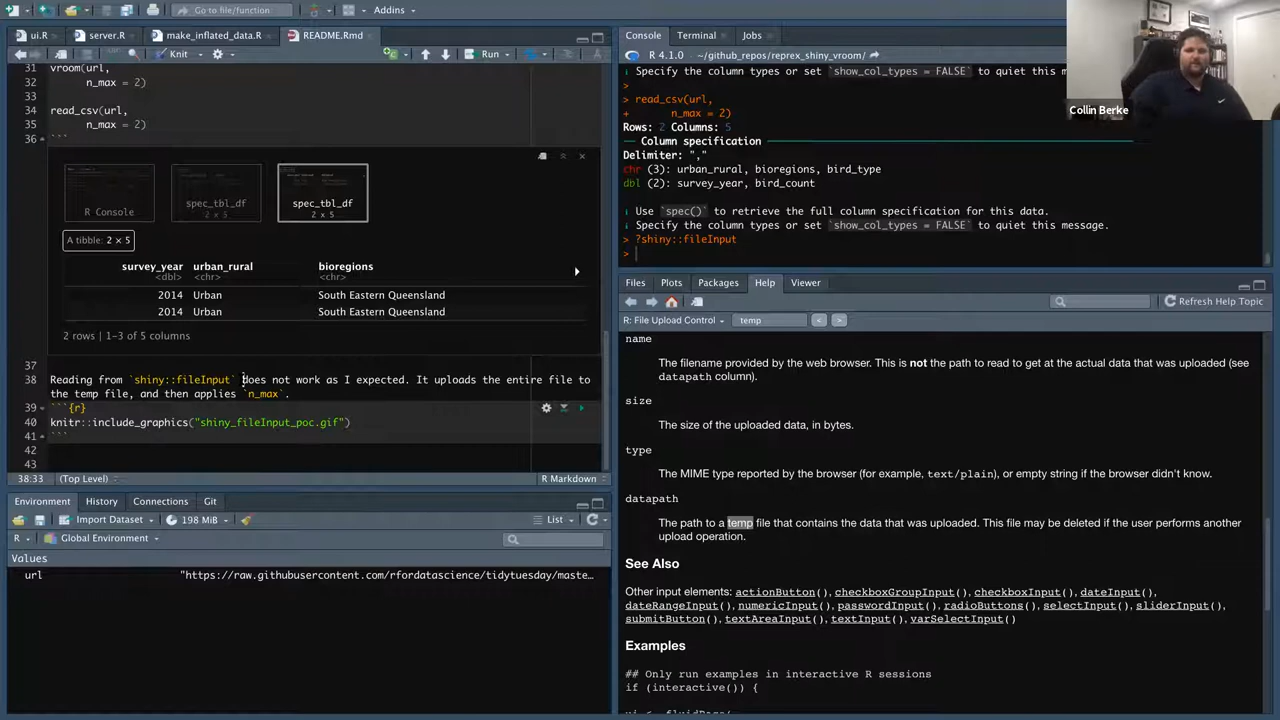 Go to file/function
Addins
ui.R
server.R
make_inflated_data.R
README.Rmd
Knit
Run
31
vroom(url,
32 n_max = 2)
33
34 read_csv(url,
35 n_max = 2)
36 ```
R Console
spec_tbl_df
2 x 5
spec_tbl_df
2 x 5
A tibble: 2 × 5
survey_year urban_rural bioregions
<dbl> <chr> <chr>
2014 Urban South Eastern Queensland
2014 Urban South Eastern Queensland
2 rows | 1-3 of 5 columns
37
38 Reading from `shiny::fileInput` does not work as I expected. It uploads the entire file to
the temp file, and then applies `n_max`.
39 ```{r}
40 knitr::include_graphics("shiny_fileInput_poc.gif")
41 ```
42
43
38:33 (Top Level) R Markdown
Environment History Connections Git
Import Dataset 198 MiB List
R Global Environment
Values
url "https://raw.githubusercontent.com/rfordatascience/tidytuesday/maste…
Console Terminal Jobs
R 4.1.0 · ~/github_repos/reprex_shiny_vroom/
Specify the column types or set `show_col_types = FALSE` to quiet this m
>
> read_csv(url,
+ n_max = 2)
Rows: 2 Columns: 5
Column specification
Delimiter: ","
chr (3): urban_rural, bioregions, bird_type
dbl (2): survey_year, bird_count
Use `spec()` to retrieve the full column specification for this data.
Specify the column types or set `show_col_types = FALSE` to quiet this message.
> ?shiny::fileInput
>
Collin Berke
Files Plots Packages Help Viewer
Refresh Help Topic
R: File Upload Control temp
name
The filename provided by the web browser. This is not the path to read to get at the actual data that was uploaded (see
datapath column).
size
The size of the uploaded data, in bytes.
type
The MIME type reported by the browser (for example, text/plain), or empty string if the browser didn't know.
datapath
The path to a temp file that contains the data that was uploaded. This file may be deleted if the user performs another
upload operation.
See Also
Other input elements: actionButton(), checkboxGroupInput(), checkboxInput(), dateInput(),
dateRangeInput(), numericInput(), passwordInput(), radioButtons(), selectInput(), sliderInput(),
submitButton(), textAreaInput(), textInput(), varSelectInput()
Examples
## Only run examples in interactive R sessions
if (interactive()) {